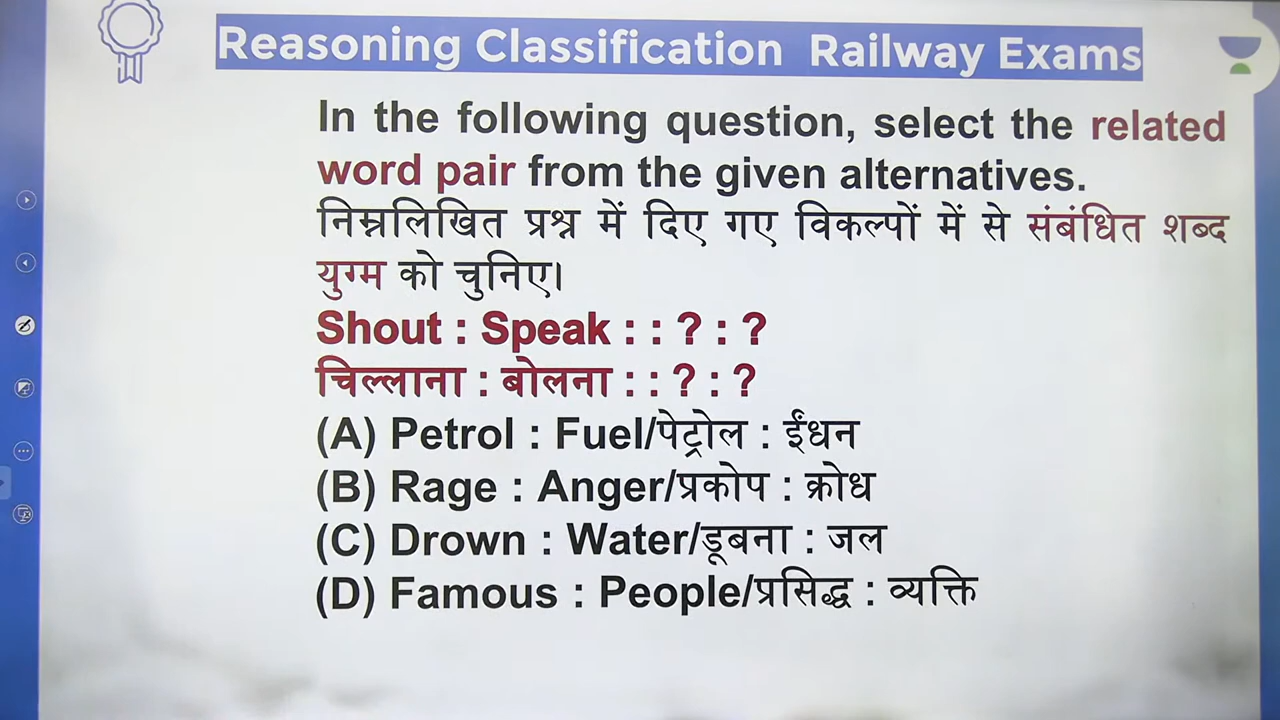 Reasoning Classification Railway Exams
In the following question, select the related
word pair from the given alternatives.
निम्नलिखित प्रश्न में दिए गए विकल्पों में से संबंधित शब्द
युग्म को चुनिए।
Shout : Speak : : ? : ?
चिल्लाना : बोलना : : ? : ?
(A) Petrol : Fuel/पेट्रोल : ईंधन
(B) Rage : Anger/प्रकोप : क्रोध
(C) Drown : Water/डूबना : जल
(D) Famous : People/प्रसिद्ध : व्यक्ति